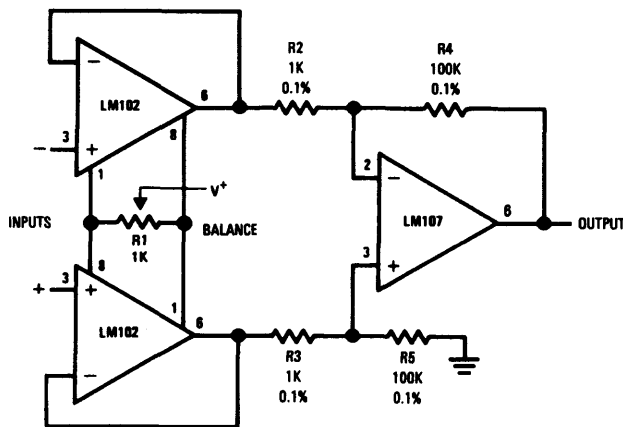 R2
1K
0.1%
R4
100K
0.1%
−
LM102
6
8
− 3 +
1
V+
INPUTS
R1
1K
BALANCE
2 −
LM107
6
OUTPUT
3 +
8
+ 3 +
1
LM102
6
−
R3
1K
0.1%
R5
100K
0.1%